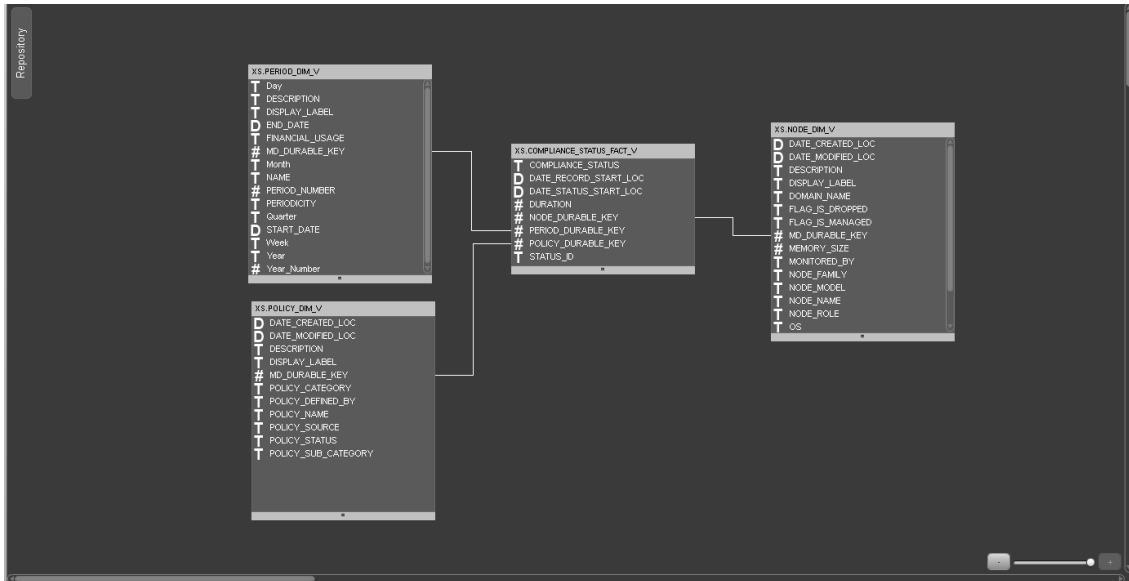 Repository
XS.PERIOD_DIM_V
T Day
T DESCRIPTION
T DISPLAY_LABEL
D END_DATE
T FINANCIAL_USAGE
# MD_DURABLE_KEY
T Month
T NAME
# PERIOD_NUMBER
T PERIODICITY
T Quarter
D START_DATE
T Week
T Year
# Year_Number
XS.POLICY_DIM_V
D DATE_CREATED_LOC
D DATE_MODIFIED_LOC
T DESCRIPTION
T DISPLAY_LABEL
# MD_DURABLE_KEY
T POLICY_CATEGORY
T POLICY_DEFINED_BY
T POLICY_NAME
T POLICY_SOURCE
T POLICY_STATUS
T POLICY_SUB_CATEGORY
XS.COMPLIANCE_STATUS_FACT_V
T COMPLIANCE_STATUS
D DATE_RECORD_START_LOC
D DATE_STATUS_START_LOC
# DURATION
# NODE_DURABLE_KEY
# PERIOD_DURABLE_KEY
# POLICY_DURABLE_KEY
T STATUS_ID
XS.NODE_DIM_V
D DATE_CREATED_LOC
D DATE_MODIFIED_LOC
T DESCRIPTION
T DISPLAY_LABEL
T DOMAIN_NAME
T FLAG_IS_DROPPED
T FLAG_IS_MANAGED
# MD_DURABLE_KEY
# MEMORY_SIZE
T MONITORED_BY
T NODE_FAMILY
T NODE_MODEL
T NODE_NAME
T NODE_ROLE
T OS
- +